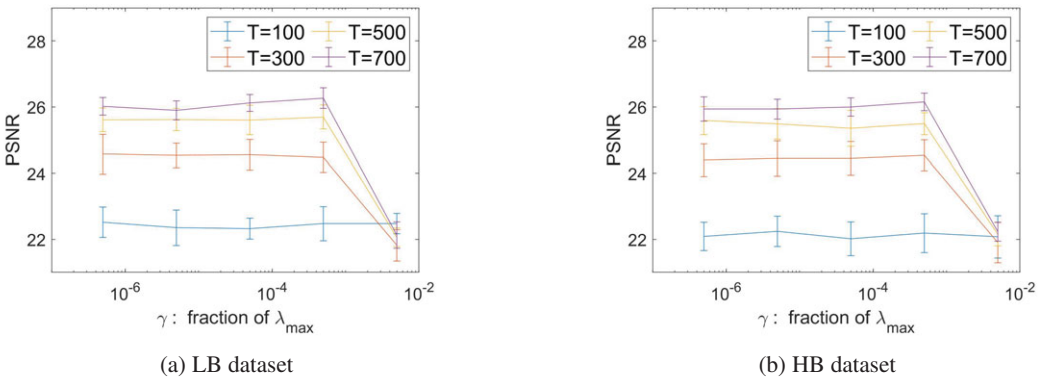 28
26
24
22
PSNR
T=100 T=500
T=300 T=700
10^-6 10^-4 10^-2
γ : fraction of λ_max
(a) LB dataset
28
26
24
22
PSNR
T=100 T=500
T=300 T=700
10^-6 10^-4 10^-2
γ : fraction of λ_max
(b) HB dataset